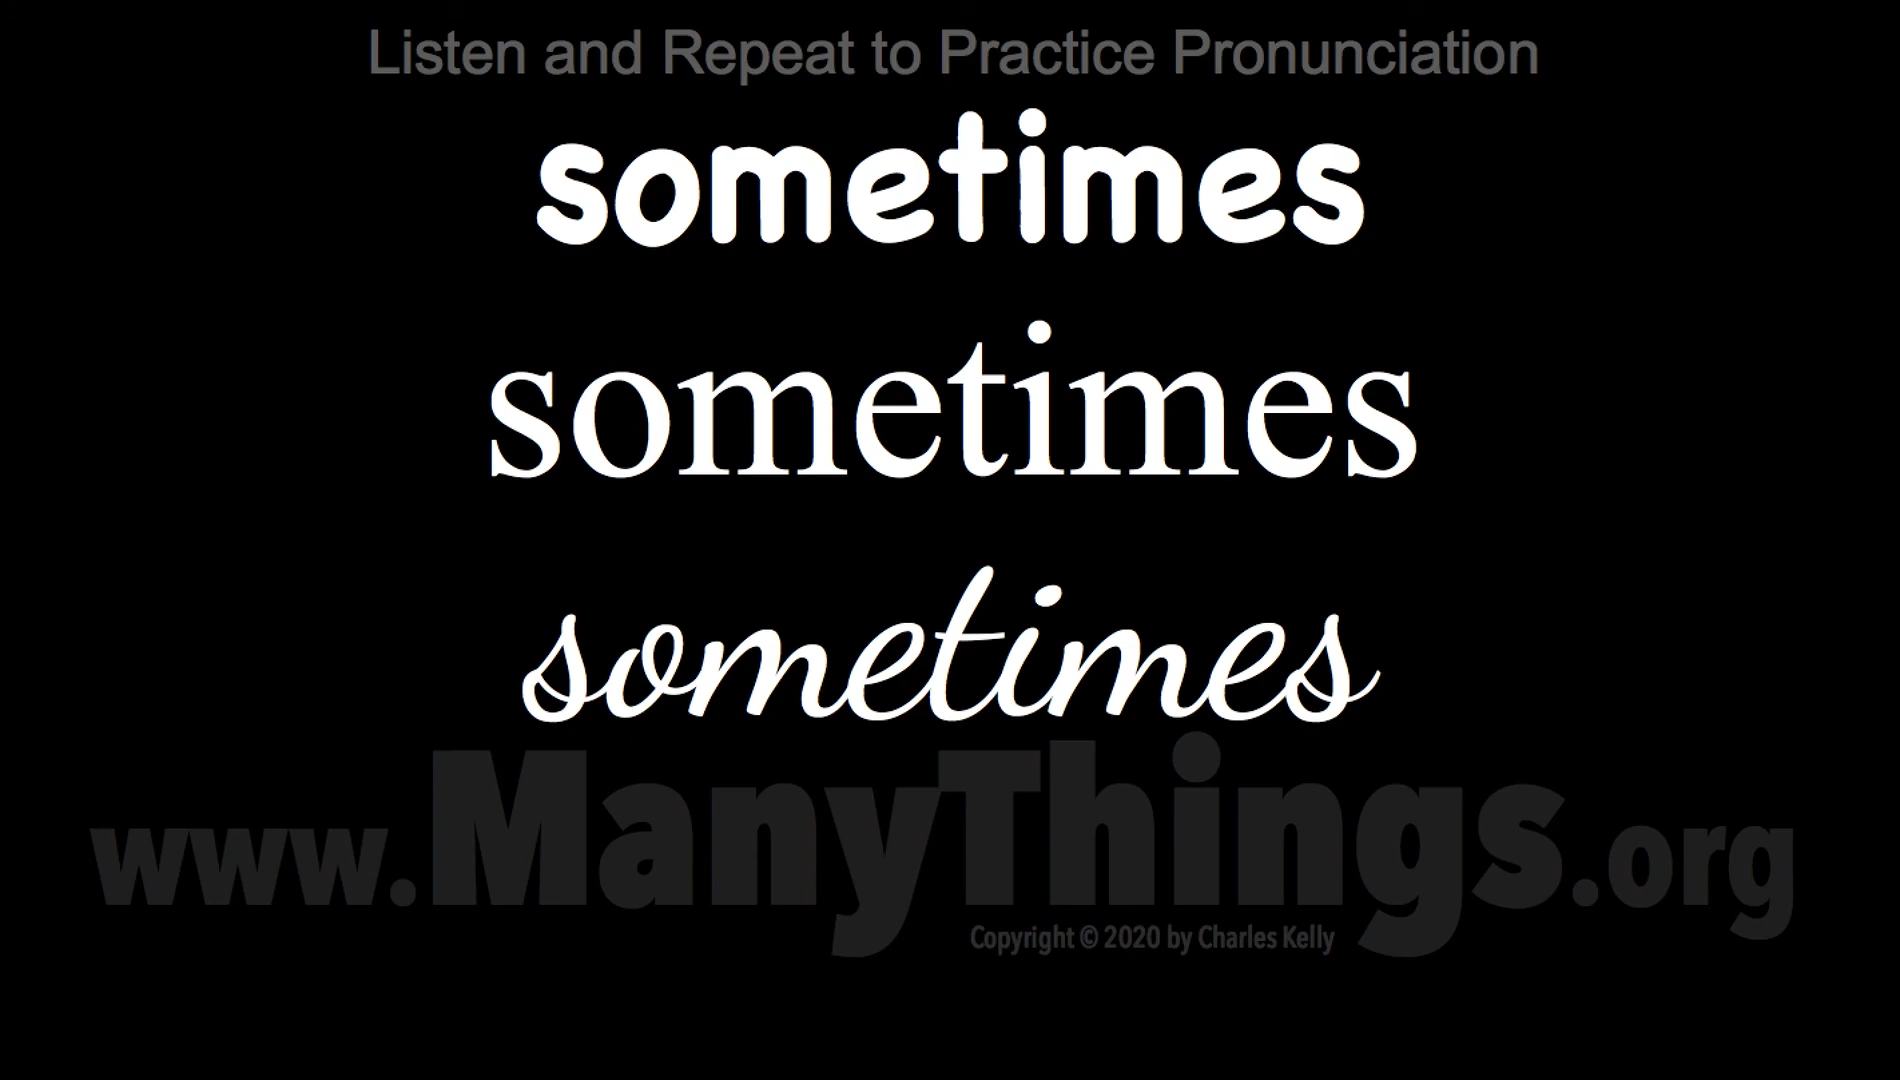 Listen and Repeat to Practice Pronunciation
sometimes
sometimes
sometimes
www.ManyThings.org
Copyright © 2020 by Charles Kelly